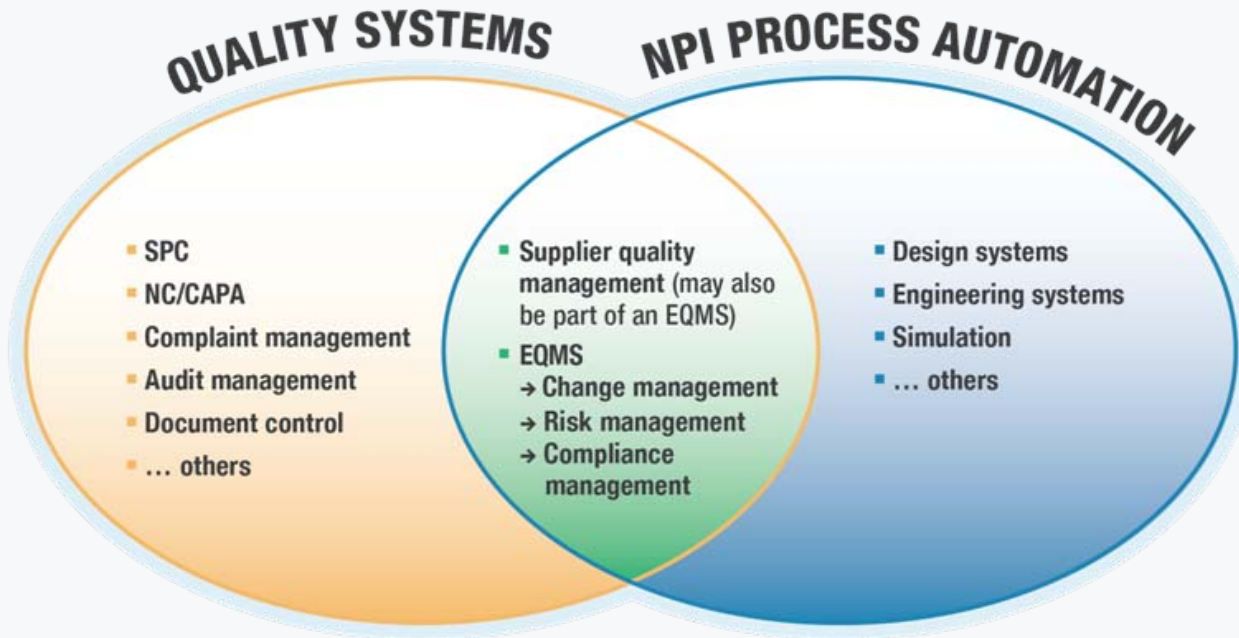 QUALITY SYSTEMS
NPI PROCESS AUTOMATION
SPC
NC/CAPA
Complaint management
Audit management
Document control
… others
Supplier quality
management (may also
be part of an EQMS)
EQMS
→ Change management
→ Risk management
→ Compliance
management
Design systems
Engineering systems
Simulation
… others